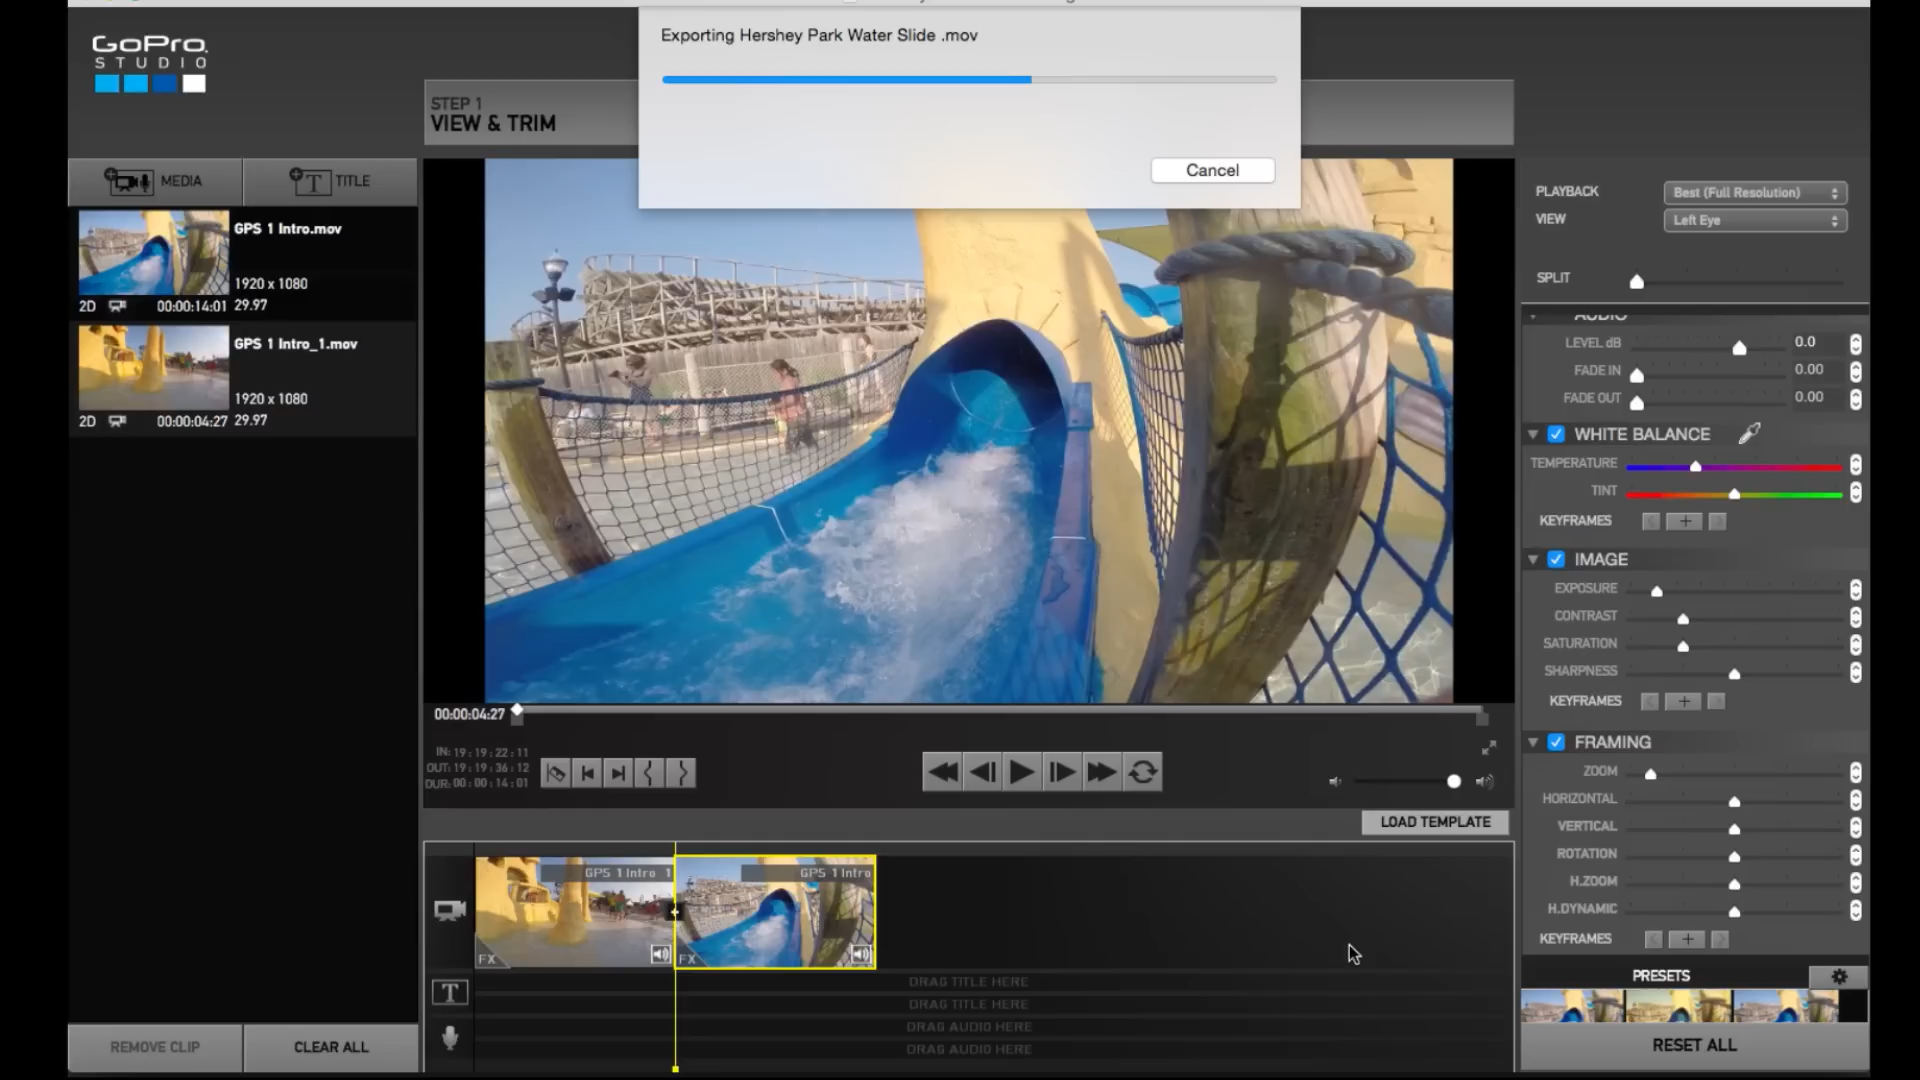 Exporting Hershey Park Water Slide .mov
Cancel
GoPro
STUDIO
STEP 1
VIEW & TRIM
MEDIA
TITLE
GPS 1 Intro.mov
1920 x 1080
2D 00:00:14:01 29.97
GPS 1 Intro_1.mov
1920 x 1080
2D 00:00:04:27 29.97
REMOVE CLIP
CLEAR ALL
00:00:04:27
IN: 19:19:22:11
OUT: 19:19:36:12
DUR: 00:00:14:01
LOAD TEMPLATE
GPS 1 Intro 1
FX
GPS 1 Intro
FX
T
DRAG TITLE HERE
DRAG TITLE HERE
DRAG AUDIO HERE
DRAG AUDIO HERE
PLAYBACK Best (Full Resolution)
VIEW Left Eye
SPLIT
AUDIO
LEVEL dB 0.0
FADE IN 0.00
FADE OUT 0.00
WHITE BALANCE
TEMPERATURE
TINT
KEYFRAMES
IMAGE
EXPOSURE
CONTRAST
SATURATION
SHARPNESS
KEYFRAMES
FRAMING
ZOOM
HORIZONTAL
VERTICAL
ROTATION
H.ZOOM
H.DYNAMIC
KEYFRAMES
PRESETS
RESET ALL